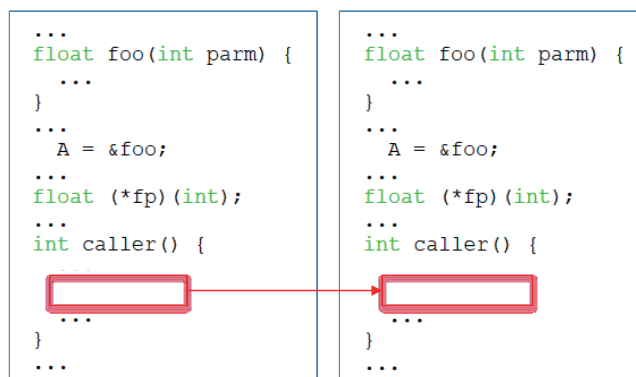 ...
float foo(int parm) {
...
}
...
A = &foo;
...
float (*fp)(int);
...
int caller() {
...
...
}
...
...
float foo(int parm) {
...
}
...
A = &foo;
...
float (*fp)(int);
...
int caller() {
...
}
...